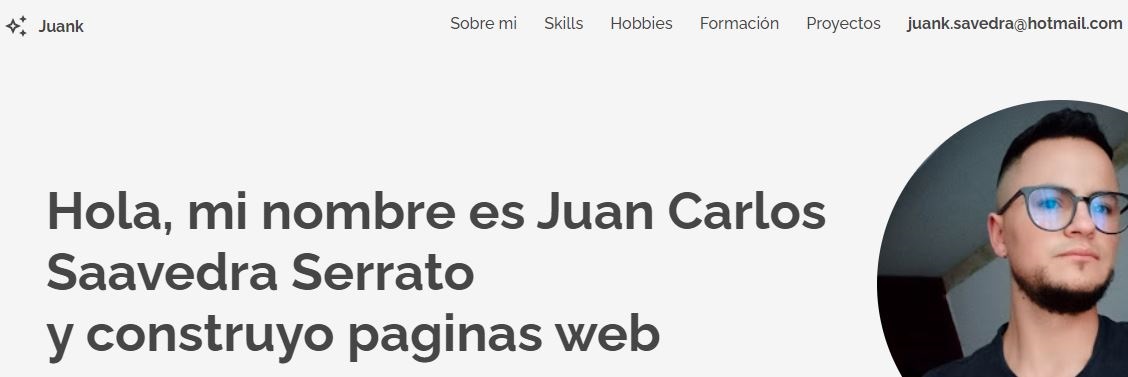 Juank
Sobre mi Skills Hobbies Formación Proyectos juank.savedra@hotmail.com
Hola, mi nombre es Juan Carlos
Saavedra Serrato
y construyo paginas web